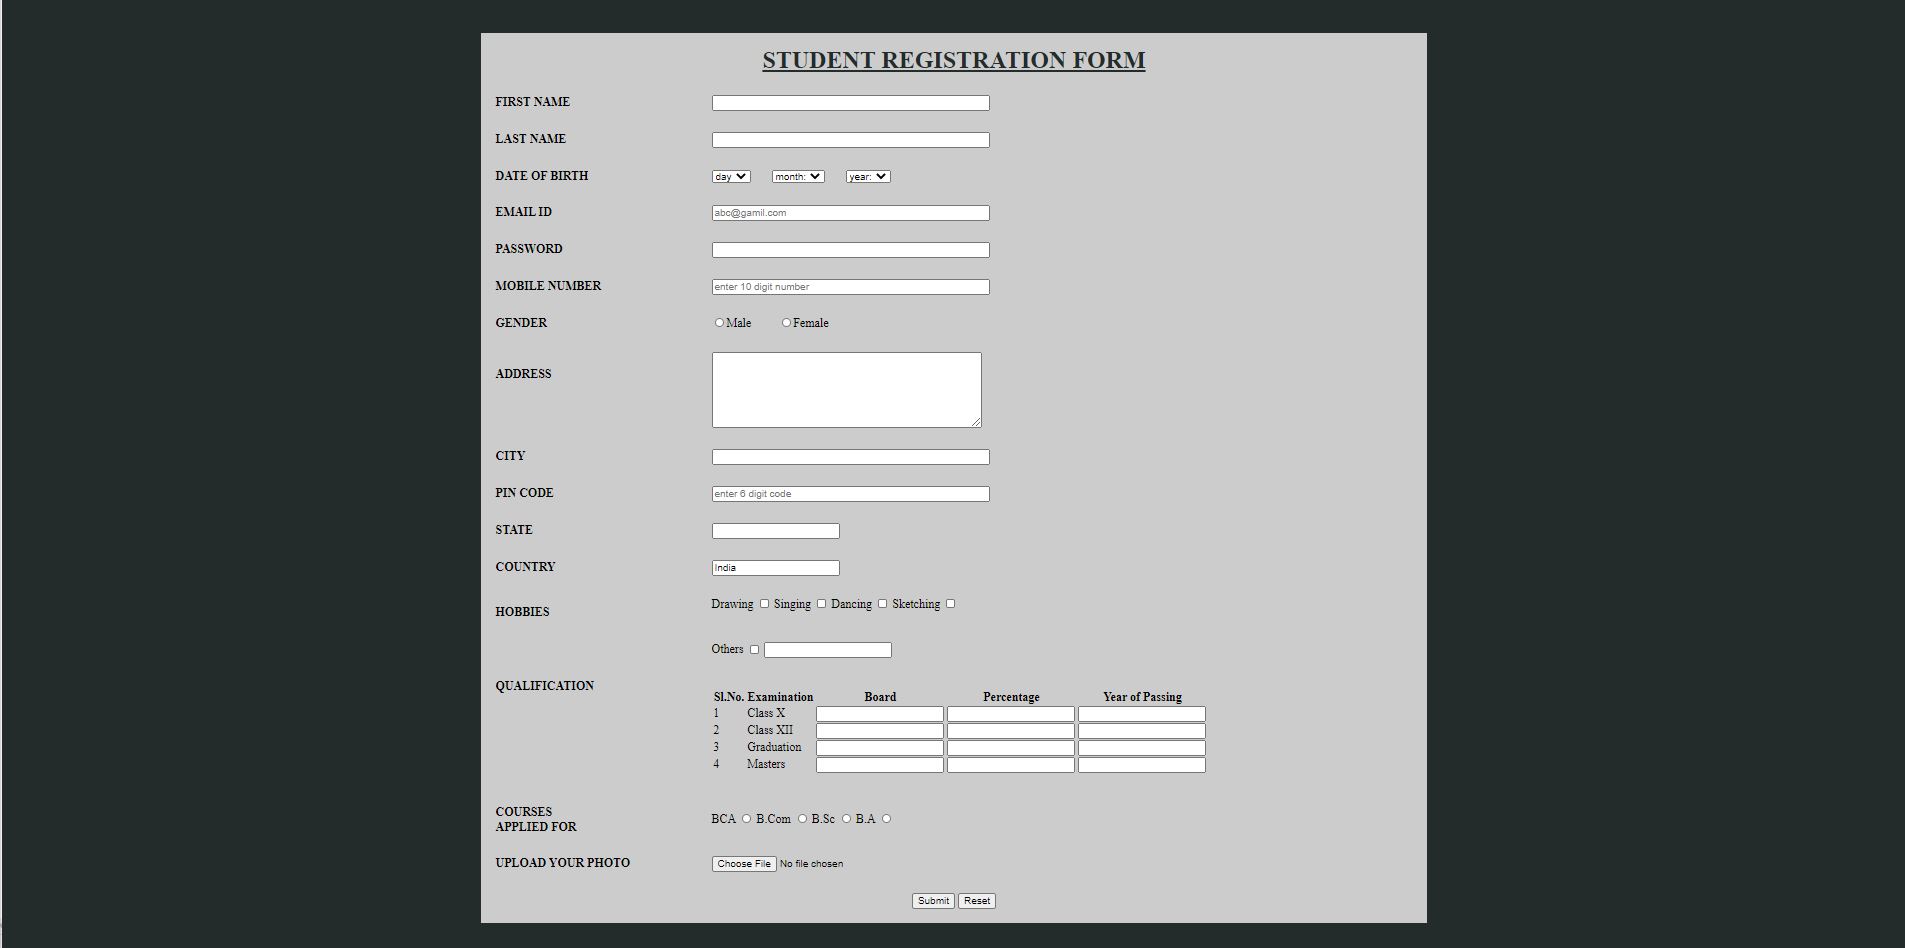 STUDENT REGISTRATION FORM
FIRST NAME
LAST NAME
DATE OF BIRTH day month: year:
EMAIL ID abc@gamil.com
PASSWORD
MOBILE NUMBER enter 10 digit number
GENDER Male Female
ADDRESS
CITY
PIN CODE enter 6 digit code
STATE
COUNTRY India
HOBBIES Drawing Singing Dancing Sketching
Others
QUALIFICATION
Sl.No. Examination Board Percentage Year of Passing
1 Class X
2 Class XII
3 Graduation
4 Masters
COURSES
APPLIED FOR BCA B.Com B.Sc B.A
UPLOAD YOUR PHOTO Choose File No file chosen
Submit Reset